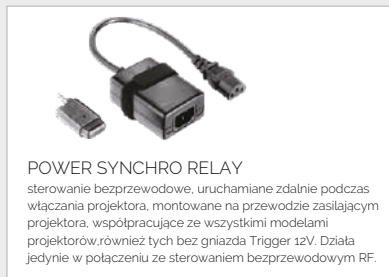 POWER SYNCHRO RELAY
sterowanie bezprzewodowe, uruchamiane zdalnie podczas
włączania projektora, montowane na przewodzie zasilającym
projektora, współpracujące ze wszystkimi modelami
projektorów,również tych bez gniazda Trigger 12V. Działa
jedynie w połączeniu ze sterowaniem bezprzewodowym RF.